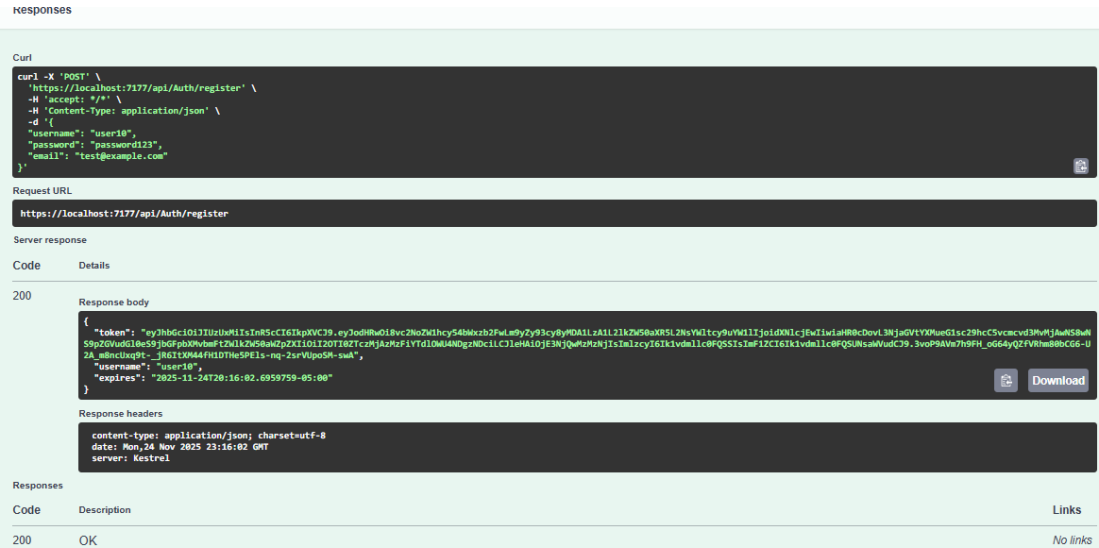 Responses
Curl
curl -X 'POST' \
'https://localhost:7177/api/Auth/register' \
-H 'accept: */*' \
-H 'Content-Type: application/json' \
-d '{
"username": "user10",
"password": "password123",
"email": "test@example.com"
}'
Request URL
https://localhost:7177/api/Auth/register
Server response
Code Details
200
Response body
{
"token":
"username": "user10",
"expires": "2025-11-24T20:16:02.6959759-05:00"
}
Download
Response headers
content-type: application/json; charset=utf-8
date: Mon,24 Nov 2025 23:16:02 GMT
server: Kestrel
Responses
Code Description Links
200 OK No links